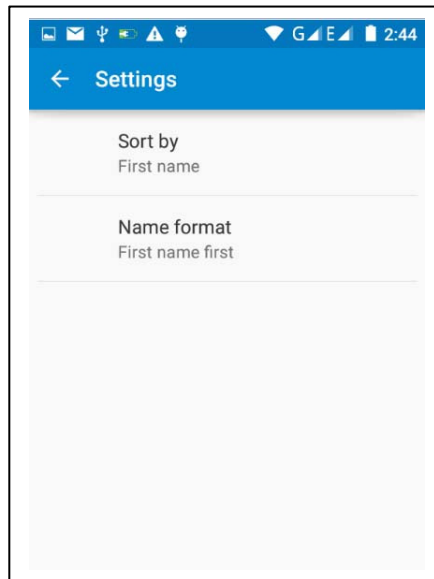 G E 2:44
Settings
Sort by
First name
Name format
First name first